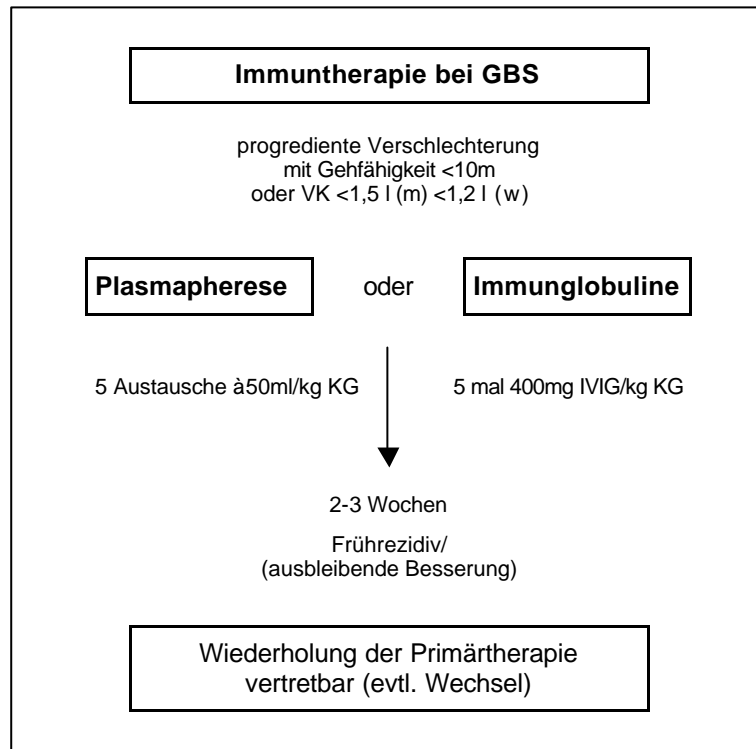 Immuntherapie bei GBS
progrediente Verschlechterung
mit Gehfähigkeit <10m
oder VK <1,5 l (m) <1,2 l (w)
Plasmapherese oder Immunglobuline
5 Austausche à50ml/kg KG 5 mal 400mg IVIG/kg KG
2-3 Wochen
Frührezidiv/
(ausbleibende Besserung)
Wiederholung der Primärtherapie
vertretbar (evtl. Wechsel)